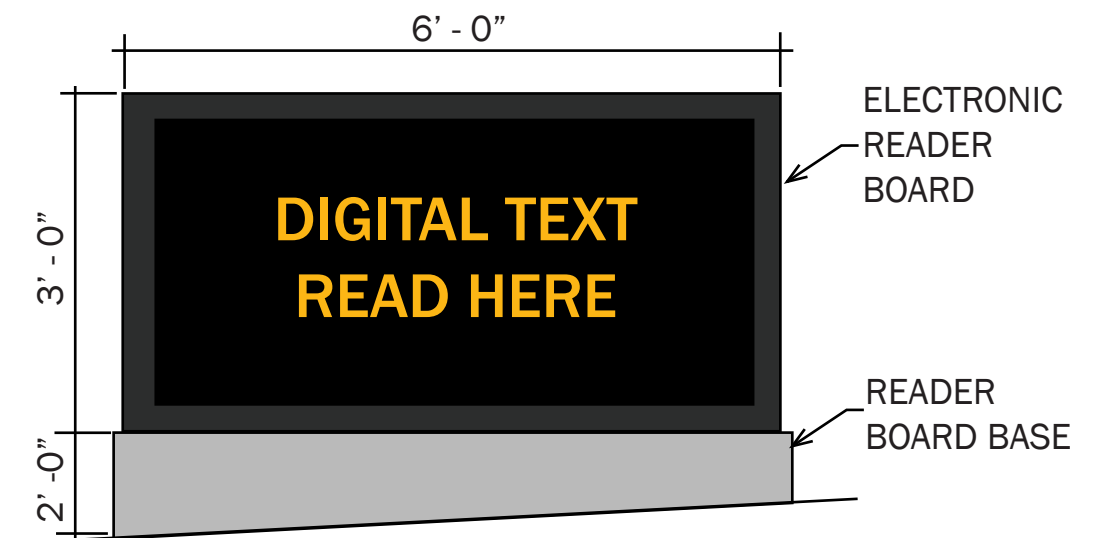 6’ - 0”
ELECTRONIC
READER
BOARD
3’ - 0”
DIGITAL TEXT
READ HERE
READER
BOARD BASE
2’ -0”